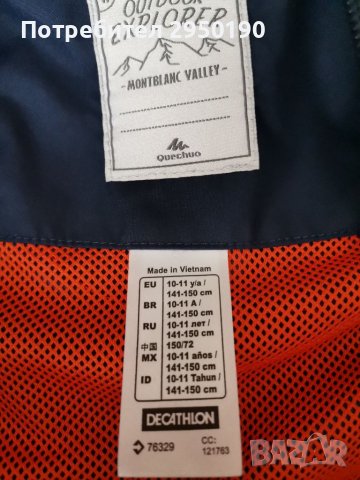 Потребител 2950190
OUTDOOR
EXPLORER
- MONTBLANC VALLEY -
Quechua
Made in Vietnam
EU 10-11 y/a / 141-150 cm
BR 10-11 A / 141-150 cm
RU 10-11 лет / 141-150 cm
中国 150/72
MX 10-11 años / 141-150 cm
ID 10-11 Tahun / 141-150 cm
DECATHLON
76329 CC: 121763
bazar